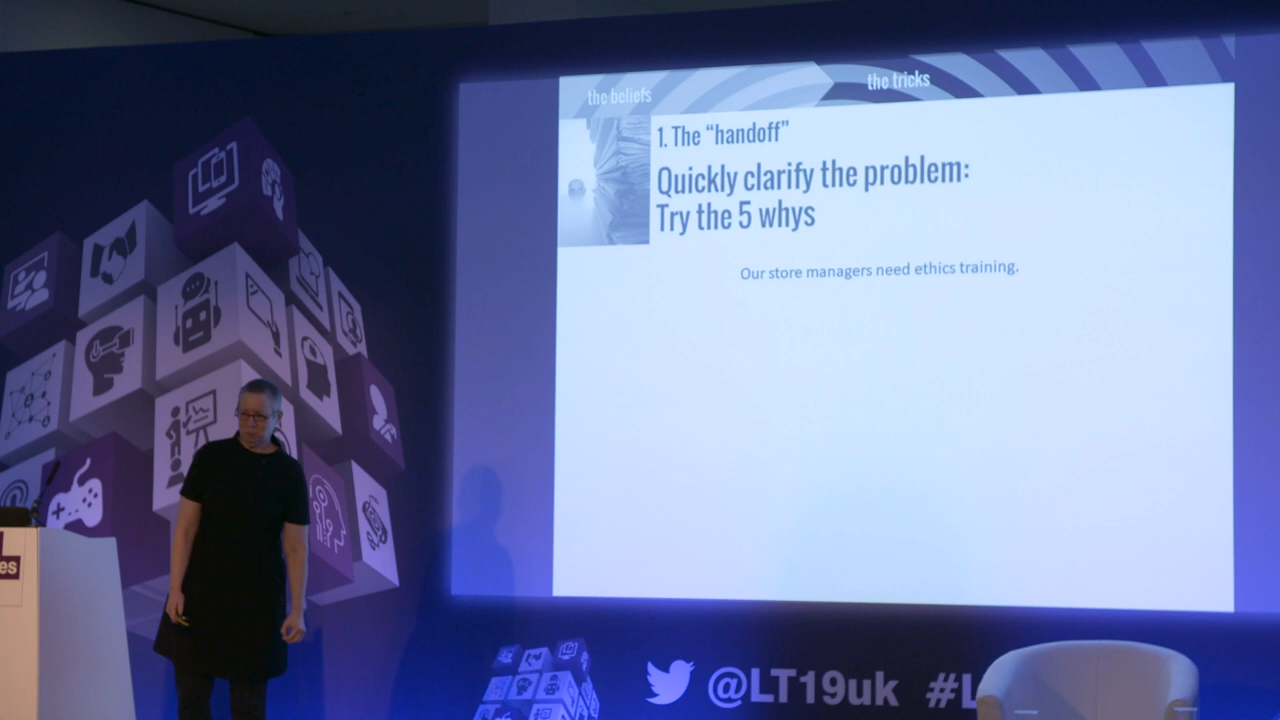 the beliefs
the tricks
1. The “handoff”
Quickly clarify the problem:
Try the 5 whys
Our store managers need ethics training.
es
@LT19uk #L